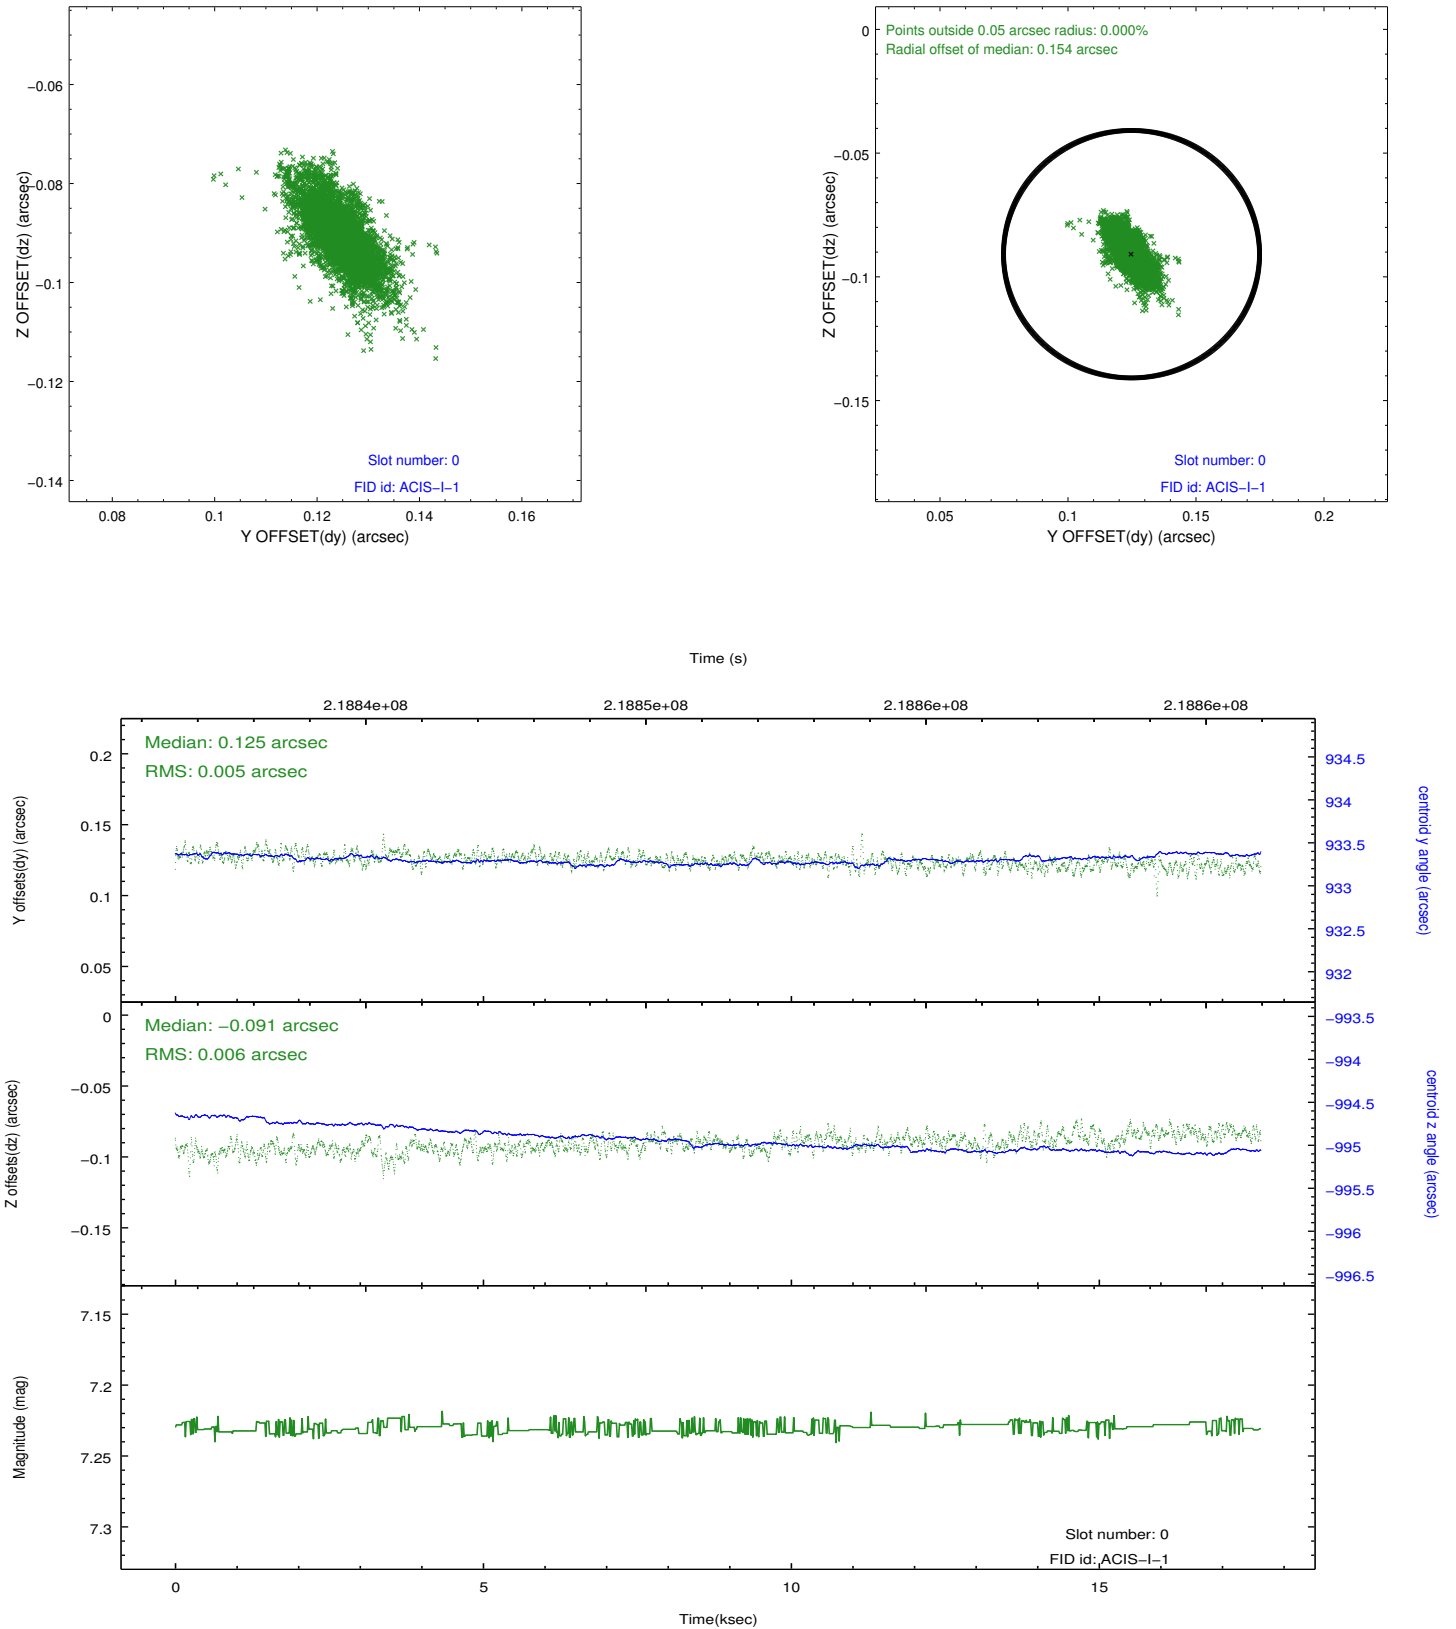 −0.06
−0.08
−0.1
−0.12
−0.14
Z OFFSET(dz) (arcsec)
Slot number: 0
FID id: ACIS−I−1
0.08 0.1 0.12 0.14 0.16
Y OFFSET(dy) (arcsec)
Points outside 0.05 arcsec radius: 0.000%
Radial offset of median: 0.154 arcsec
0
−0.05
−0.1
−0.15
Z OFFSET(dz) (arcsec)
Slot number: 0
FID id: ACIS−I−1
0.05 0.1 0.15 0.2
Y OFFSET(dy) (arcsec)
Time (s)
2.1884e+08 2.1885e+08 2.1886e+08 2.1886e+08
Median: 0.125 arcsec
RMS: 0.005 arcsec
0.2
0.15
0.1
0.05
Y offsets(dy) (arcsec)
934.5
934
933.5
933
932.5
932
centroid y angle (arcsec)
Median: −0.091 arcsec
RMS: 0.006 arcsec
0
−0.05
−0.1
−0.15
Z offsets(dz) (arcsec)
−993.5
−994
−994.5
−995
−995.5
−996
−996.5
centroid z angle (arcsec)
7.15
7.2
7.25
7.3
Magnitude (mag)
Slot number: 0
FID id: ACIS−I−1
0 5 10 15
Time(ksec)